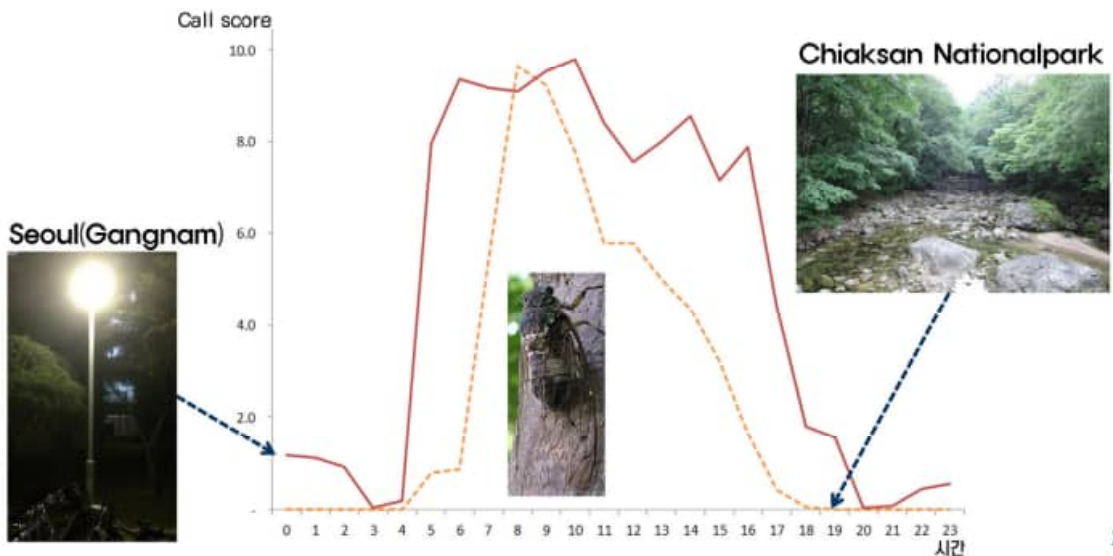 Call score
10.0
Chiaksan Nationalpark
8.0
Seoul(Gangnam)
6.0
4.0
2.0
-
0 1 2 3 4 5 6 7 8 9 10 11 12 13 14 15 16 17 18 19 20 21 22 23
시간